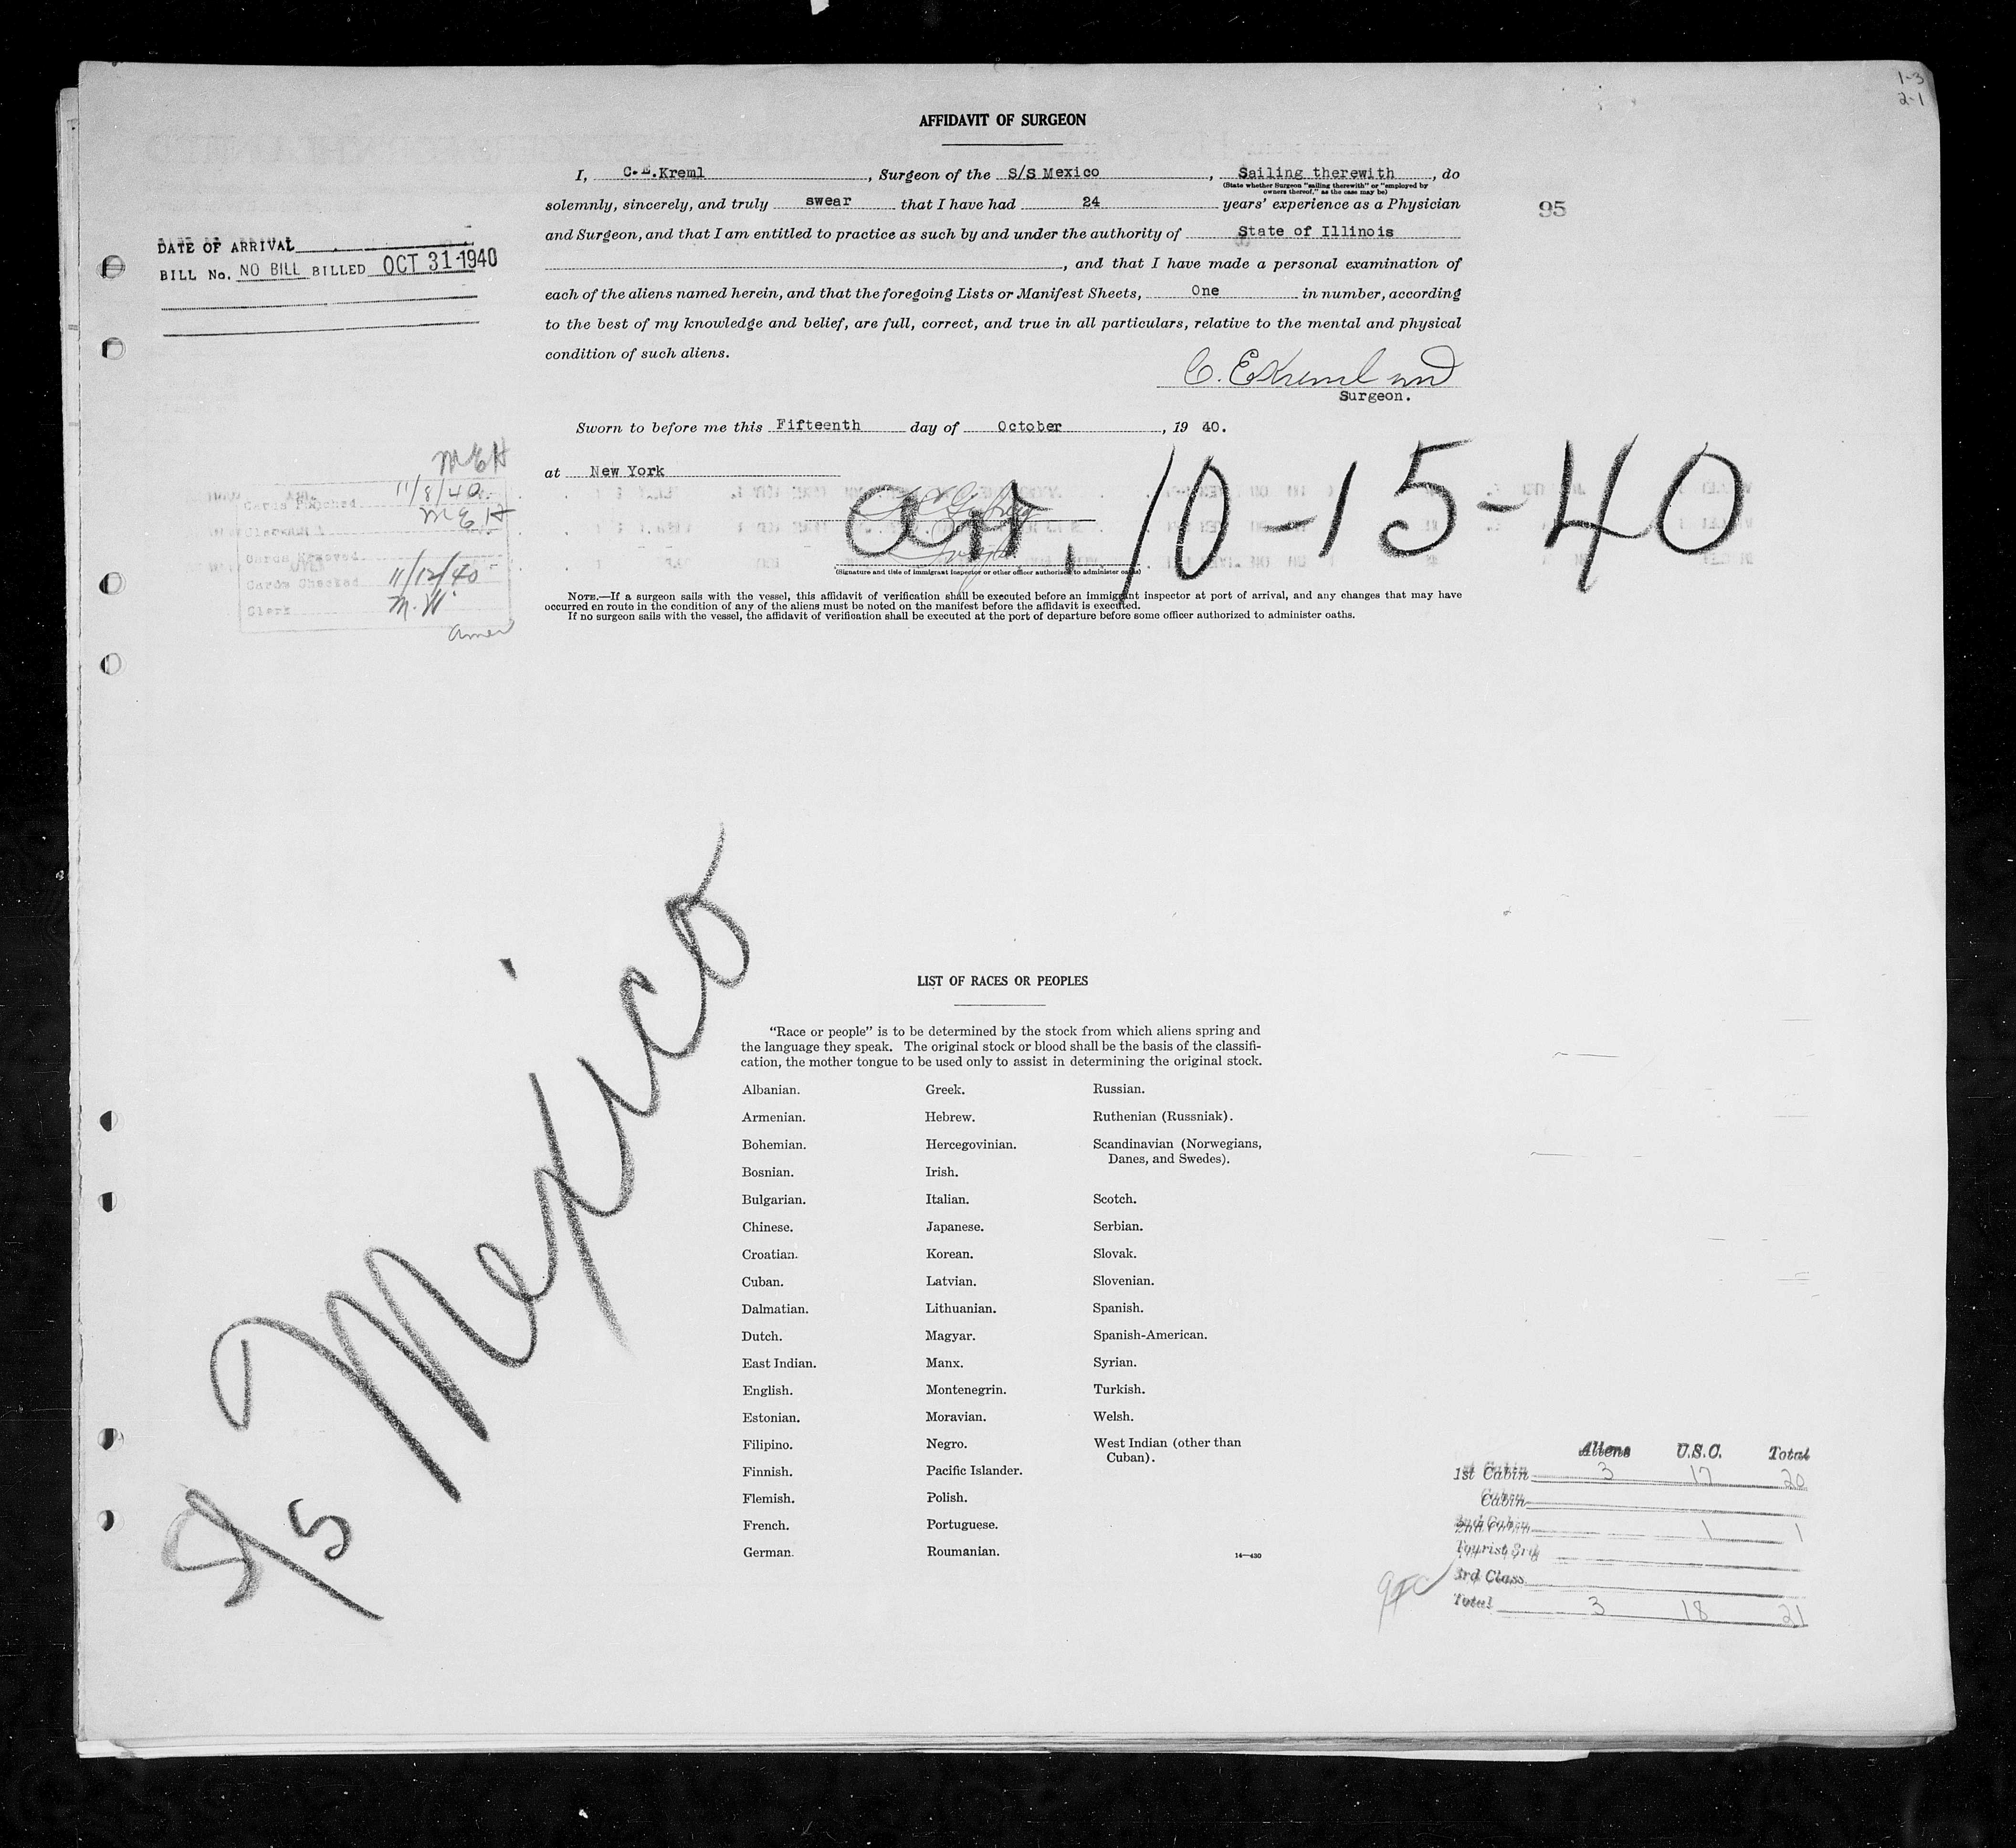 1-3
2-1
AFFIDAVIT OF SURGEON
I, C.E.Kreml, Surgeon of the S/S Mexico, Sailing therewith, do
(State whether Surgeon "sailing therewith" or "employed by
owners thereof," as the case may be)
solemnly, sincerely, and truly swear that I have had 24 years' experience as a Physician
95
and Surgeon, and that I am entitled to practice as such by and under the authority of State of Illinois
, and that I have made a personal examination of
each of the aliens named herein, and that the foregoing Lists or Manifest Sheets, One in number, according
to the best of my knowledge and belief, are full, correct, and true in all particulars, relative to the mental and physical
condition of such aliens.
DATE OF ARRIVAL
BILL No. NO BILL BILLED OCT 31 1940
C. E Kreml MD
Surgeon.
Sworn to before me this Fifteenth day of October, 19 40.
at New York
arr. 10-15-40
(Signature and title of immigrant inspector or other officer authorized to administer oaths)
MEH
Cards Punched 11/8/40
Clerk MEH
Cards Removed
Cards Checked 11/12/40
Clerk M.W.
NOTE.—If a surgeon sails with the vessel, this affidavit of verification shall be executed before an immigrant inspector at port of arrival, and any changes that may have
occurred en route in the condition of any of the aliens must be noted on the manifest before the affidavit is executed.
If no surgeon sails with the vessel, the affidavit of verification shall be executed at the port of departure before some officer authorized to administer oaths.
S/S Mexico
LIST OF RACES OR PEOPLES
"Race or people" is to be determined by the stock from which aliens spring and
the language they speak. The original stock or blood shall be the basis of the classifi-
cation, the mother tongue to be used only to assist in determining the original stock.
Albanian.
Armenian.
Bohemian.
Bosnian.
Bulgarian.
Chinese.
Croatian.
Cuban.
Dalmatian.
Dutch.
East Indian.
English.
Estonian.
Filipino.
Finnish.
Flemish.
French.
German.
Greek.
Hebrew.
Hercegovinian.
Irish.
Italian.
Japanese.
Korean.
Latvian.
Lithuanian.
Magyar.
Manx.
Montenegrin.
Moravian.
Negro.
Pacific Islander.
Polish.
Portuguese.
Roumanian.
Russian.
Ruthenian (Russniak).
Scandinavian (Norwegians,
Danes, and Swedes).
Scotch.
Serbian.
Slovak.
Slovenian.
Spanish.
Spanish-American.
Syrian.
Turkish.
Welsh.
West Indian (other than
Cuban).
14—430
Aliens U.S.C. Total
1st Cabin 3 17 20
Cabin
2nd Cabin 1 1
Tourist 3rd
3rd Class
Total 3 18 21